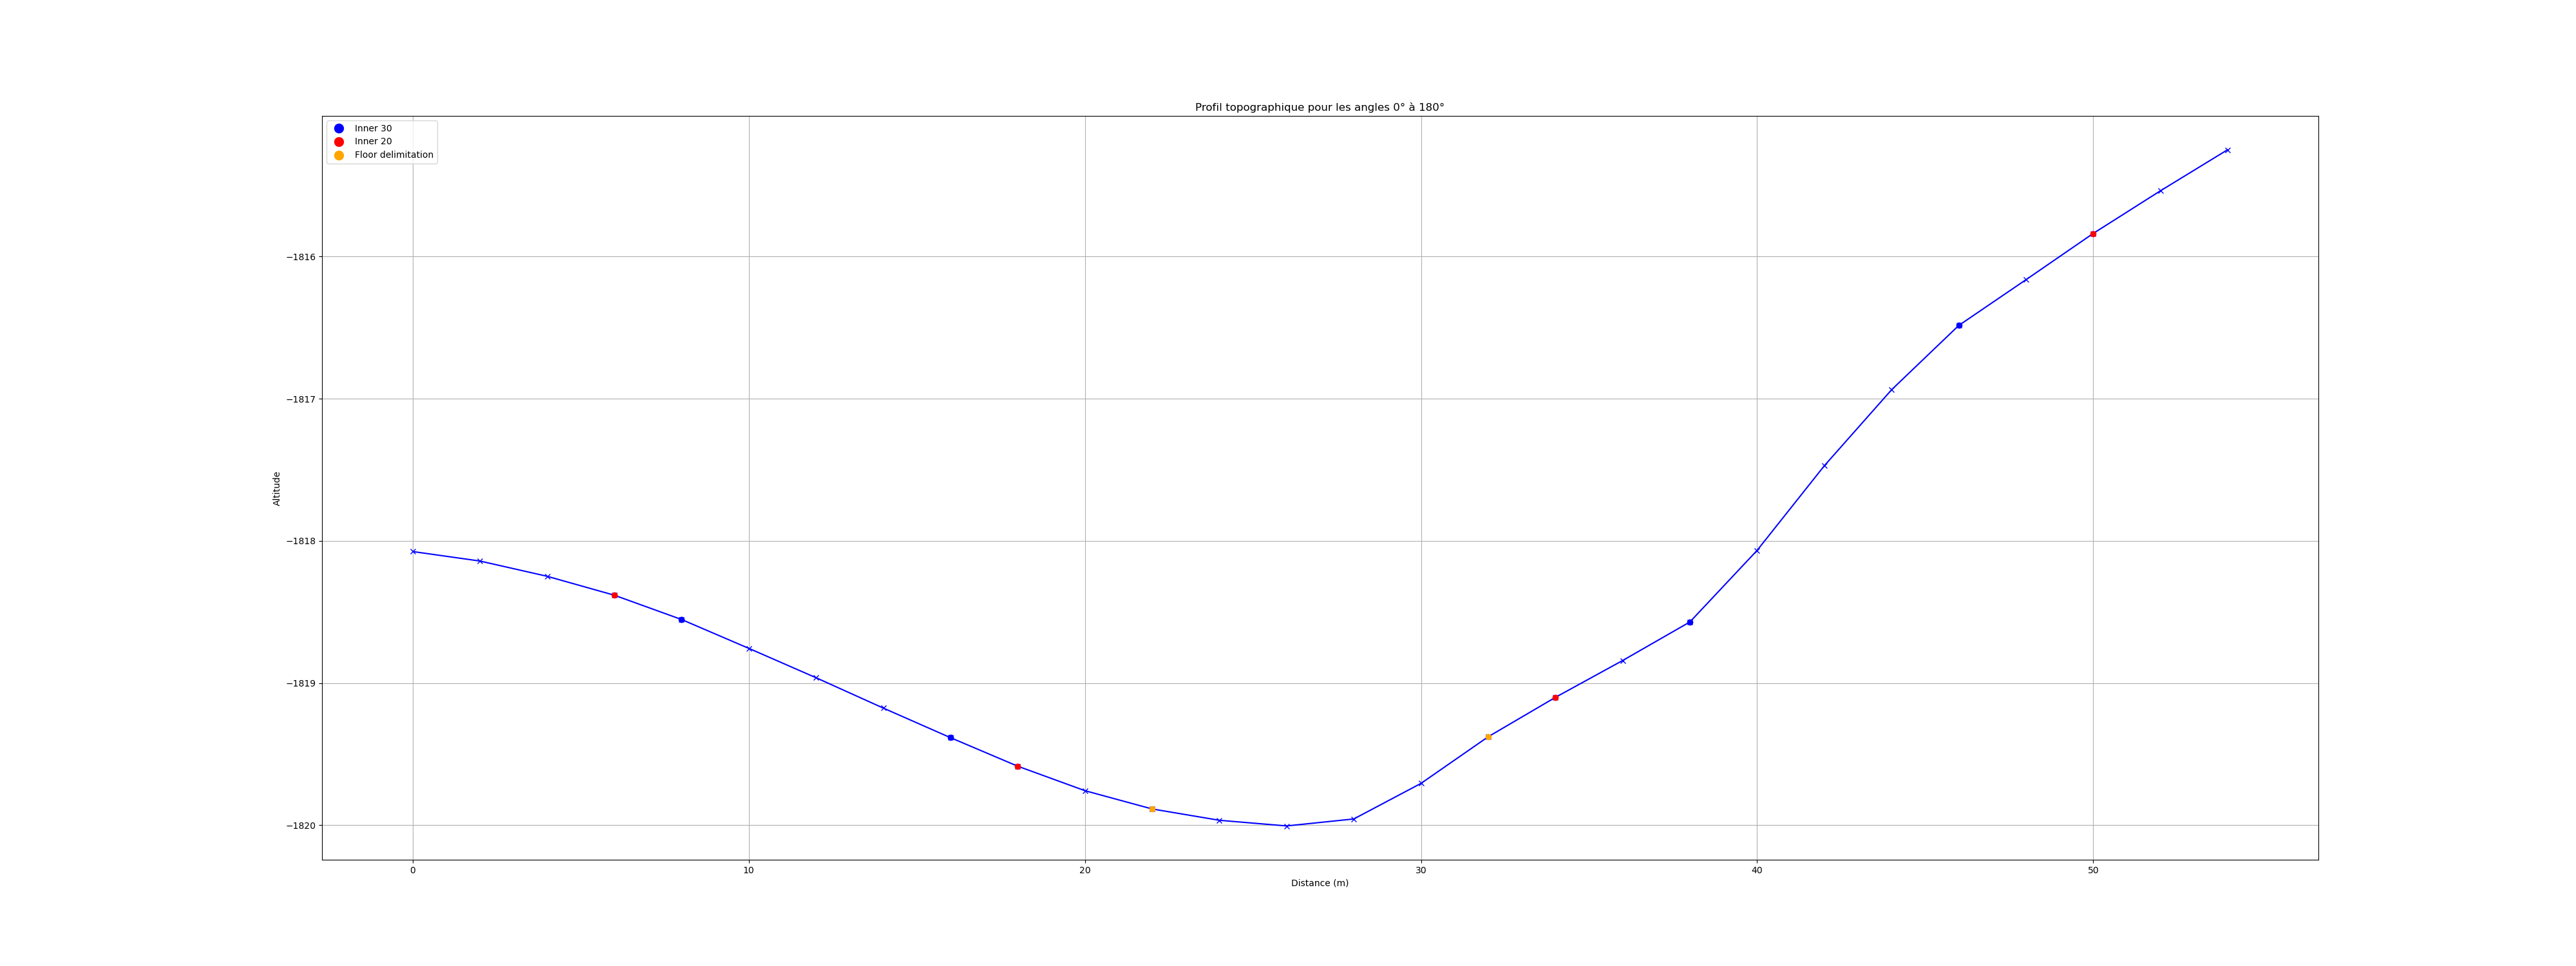 Profil topographique pour les angles 0° à 180°
Inner 30
Inner 20
Floor delimitation
−1816
−1817
−1818
−1819
−1820
Altitude
0 10 20 30 40 50
Distance (m)